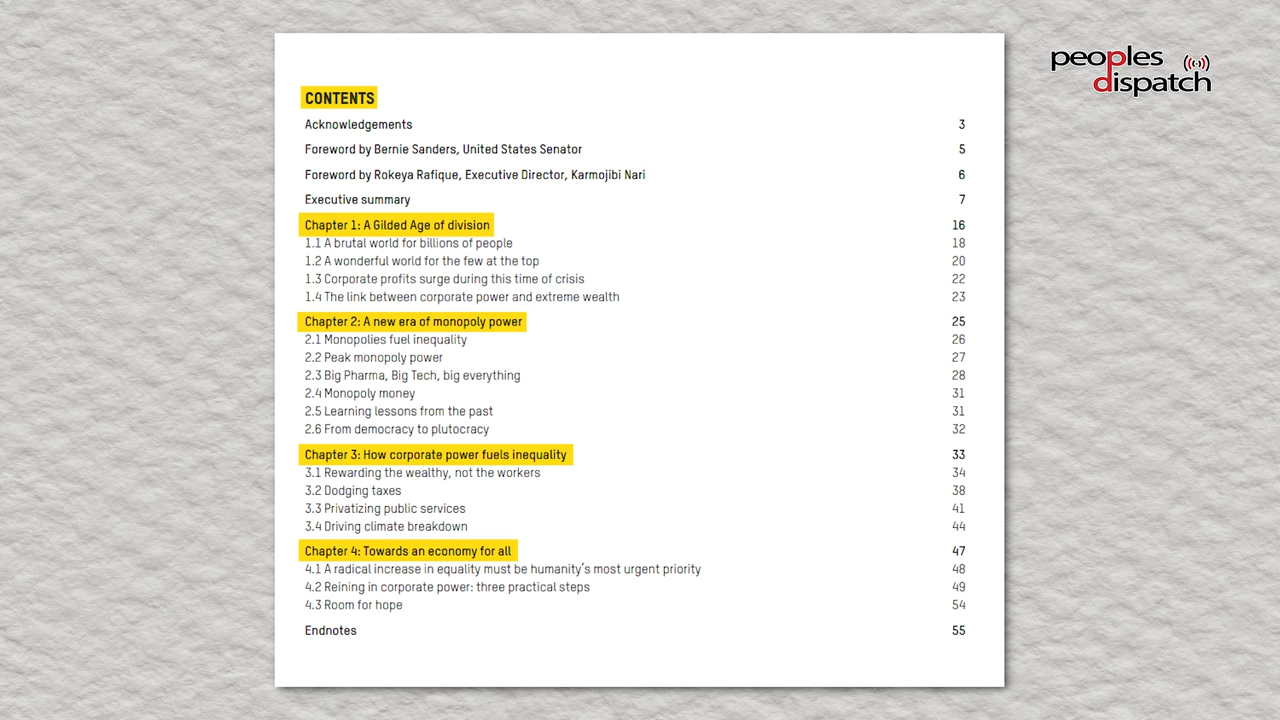 peoples
dispatch
CONTENTS
Acknowledgements 3
Foreword by Bernie Sanders, United States Senator 5
Foreword by Rokeya Rafique, Executive Director, Karmojibi Nari 6
Executive summary 7
Chapter 1: A Gilded Age of division 16
1.1 A brutal world for billions of people 18
1.2 A wonderful world for the few at the top 20
1.3 Corporate profits surge during this time of crisis 22
1.4 The link between corporate power and extreme wealth 23
Chapter 2: A new era of monopoly power 25
2.1 Monopolies fuel inequality 26
2.2 Peak monopoly power 27
2.3 Big Pharma, Big Tech, big everything 28
2.4 Monopoly money 31
2.5 Learning lessons from the past 31
2.6 From democracy to plutocracy 32
Chapter 3: How corporate power fuels inequality 33
3.1 Rewarding the wealthy, not the workers 34
3.2 Dodging taxes 38
3.3 Privatizing public services 41
3.4 Driving climate breakdown 44
Chapter 4: Towards an economy for all 47
4.1 A radical increase in equality must be humanity's most urgent priority 48
4.2 Reining in corporate power: three practical steps 49
4.3 Room for hope 54
Endnotes 55